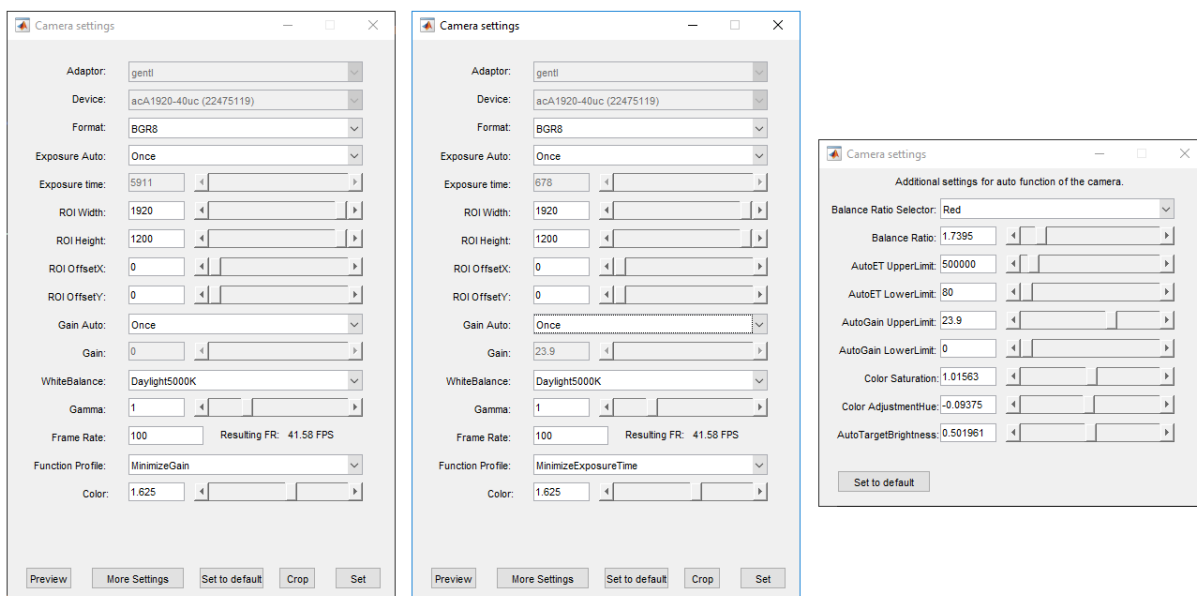 Camera settings
Adaptor: gentl
Device: acA1920-40uc (22475119)
Format: BGR8
Exposure Auto: Once
Exposure time: 5911
ROI Width: 1920
ROI Height: 1200
ROI OffsetX: 0
ROI OffsetY: 0
Gain Auto: Once
Gain: 0
WhiteBalance: Daylight5000K
Gamma: 1
Frame Rate: 100 Resulting FR: 41.58 FPS
Function Profile: MinimizeGain
Color: 1.625
Preview More Settings Set to default Crop Set
Camera settings
Adaptor: gentl
Device: acA1920-40uc (22475119)
Format: BGR8
Exposure Auto: Once
Exposure time: 678
ROI Width: 1920
ROI Height: 1200
ROI OffsetX: 0
ROI OffsetY: 0
Gain Auto: Once
Gain: 23.9
WhiteBalance: Daylight5000K
Gamma: 1
Frame Rate: 100 Resulting FR: 41.58 FPS
Function Profile: MinimizeExposureTime
Color: 1.625
Preview More Settings Set to default Crop Set
Camera settings
Additional settings for auto function of the camera.
Balance Ratio Selector: Red
Balance Ratio: 1.7395
AutoET UpperLimit: 500000
AutoET LowerLimit: 80
AutoGain UpperLimit: 23.9
AutoGain LowerLimit: 0
Color Saturation: 1.01563
Color AdjustmentHue: -0.09375
AutoTargetBrightness: 0.501961
Set to default